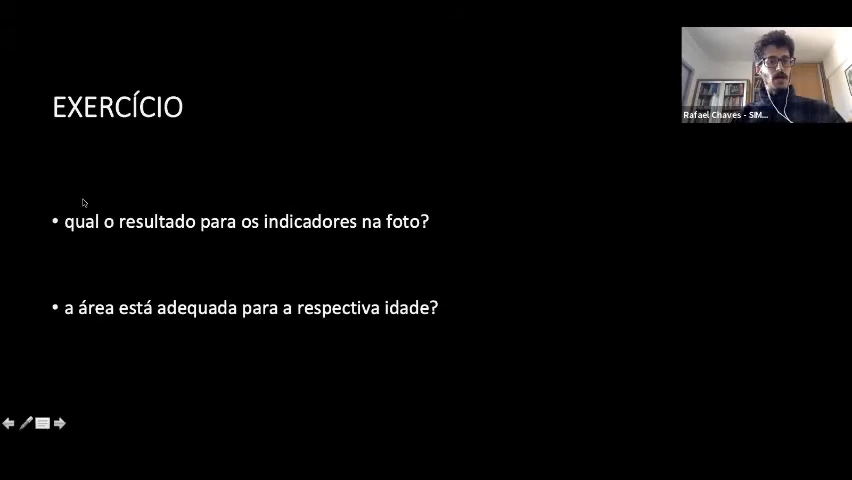 EXERCÍCIO
• qual o resultado para os indicadores na foto?
• a área está adequada para a respectiva idade?
Rafael Chaves - SIM...